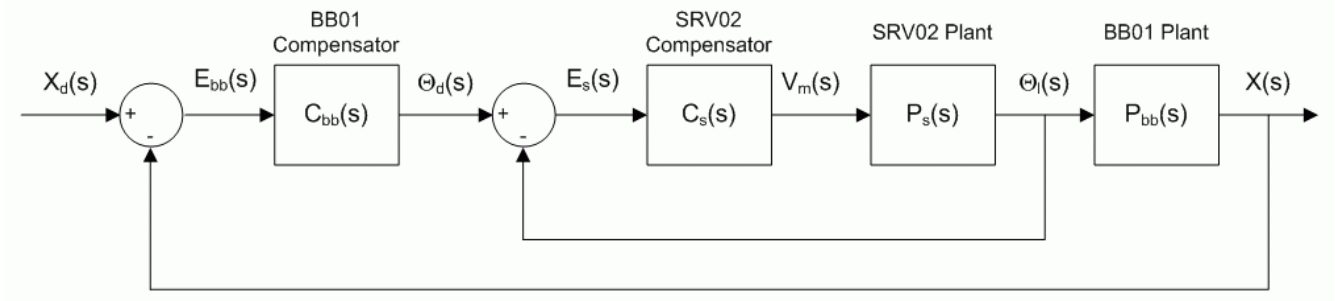 BB01
Compensator
SRV02
Compensator
SRV02 Plant
BB01 Plant
X_d(s)
E_bb(s)
Θ_d(s)
E_s(s)
V_m(s)
Θ_l(s)
X(s)
+
-
C_bb(s)
+
-
C_s(s)
P_s(s)
P_bb(s)